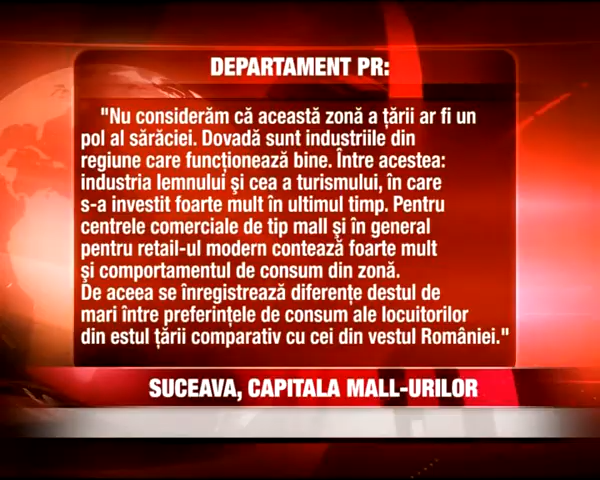 DEPARTAMENT PR:
"Nu considerăm că această zonă a țării ar fi un
pol al sărăciei. Dovadă sunt industriile din
regiune care funcționează bine. Între acestea:
industria lemnului şi cea a turismului, în care
s-a investit foarte mult în ultimul timp. Pentru
centrele comerciale de tip mall şi în general
pentru retail-ul modern contează foarte mult
şi comportamentul de consum din zonă.
De aceea se înregistrează diferențe destul de
mari între preferințele de consum ale locuitorilor
din estul țării comparativ cu cei din vestul României."
SUCEAVA, CAPITALA MALL-URILOR